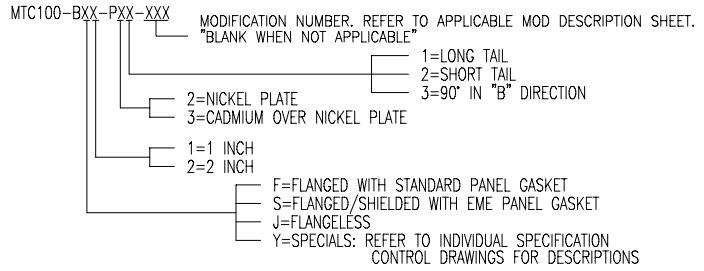 MTC100-BXX-PXX-XXX
MODIFICATION NUMBER. REFER TO APPLICABLE MOD DESCRIPTION SHEET.
"BLANK WHEN NOT APPLICABLE"
1=LONG TAIL
2=SHORT TAIL
3=90° IN "B" DIRECTION
2=NICKEL PLATE
3=CADMIUM OVER NICKEL PLATE
1=1 INCH
2=2 INCH
F=FLANGED WITH STANDARD PANEL GASKET
S=FLANGED/SHIELDED WITH EME PANEL GASKET
J=FLANGELESS
Y=SPECIALS: REFER TO INDIVIDUAL SPECIFICATION
CONTROL DRAWINGS FOR DESCRIPTIONS